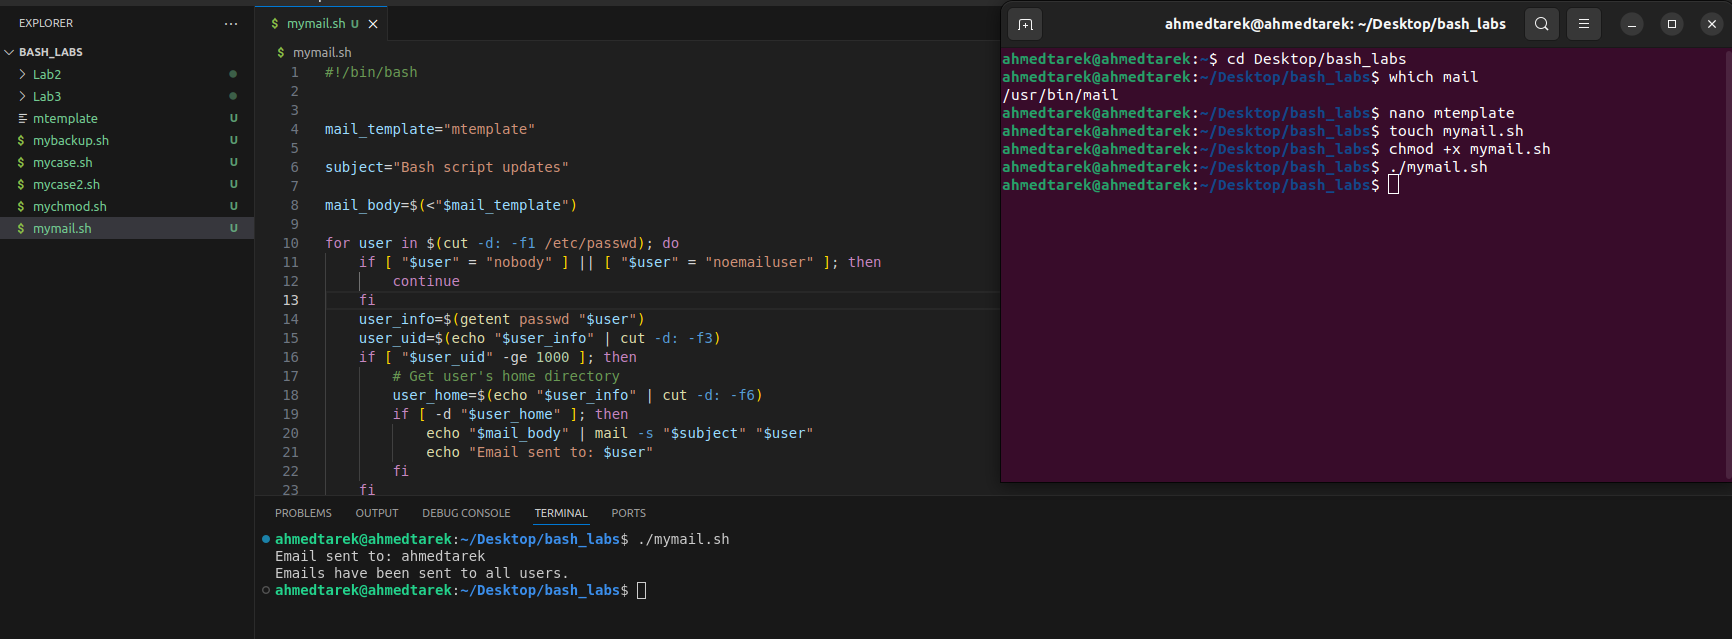 EXPLORER
···
BASH_LABS
Lab2
Lab3
mtemplate U
mybackup.sh U
mycase.sh U
mycase2.sh U
mychmod.sh U
mymail.sh U
$ mymail.sh U
$ mymail.sh
1 #!/bin/bash
2
3
4 mail_template="mtemplate"
5
6 subject="Bash script updates"
7
8 mail_body=$(<"$mail_template")
9
10 for user in $(cut -d: -f1 /etc/passwd); do
11     if [ "$user" = "nobody" ] || [ "$user" = "noemailuser" ]; then
12         continue
13     fi
14     user_info=$(getent passwd "$user")
15     user_uid=$(echo "$user_info" | cut -d: -f3)
16     if [ "$user_uid" -ge 1000 ]; then
17         # Get user's home directory
18         user_home=$(echo "$user_info" | cut -d: -f6)
19         if [ -d "$user_home" ]; then
20             echo "$mail_body" | mail -s "$subject" "$user"
21             echo "Email sent to: $user"
22         fi
23     fi
PROBLEMS OUTPUT DEBUG CONSOLE TERMINAL PORTS
ahmedtarek@ahmedtarek:~/Desktop/bash_labs$ ./mymail.sh
Email sent to: ahmedtarek
Emails have been sent to all users.
ahmedtarek@ahmedtarek:~/Desktop/bash_labs$
ahmedtarek@ahmedtarek: ~/Desktop/bash_labs
ahmedtarek@ahmedtarek:~$ cd Desktop/bash_labs
ahmedtarek@ahmedtarek:~/Desktop/bash_labs$ which mail
/usr/bin/mail
ahmedtarek@ahmedtarek:~/Desktop/bash_labs$ nano mtemplate
ahmedtarek@ahmedtarek:~/Desktop/bash_labs$ touch mymail.sh
ahmedtarek@ahmedtarek:~/Desktop/bash_labs$ chmod +x mymail.sh
ahmedtarek@ahmedtarek:~/Desktop/bash_labs$ ./mymail.sh
ahmedtarek@ahmedtarek:~/Desktop/bash_labs$